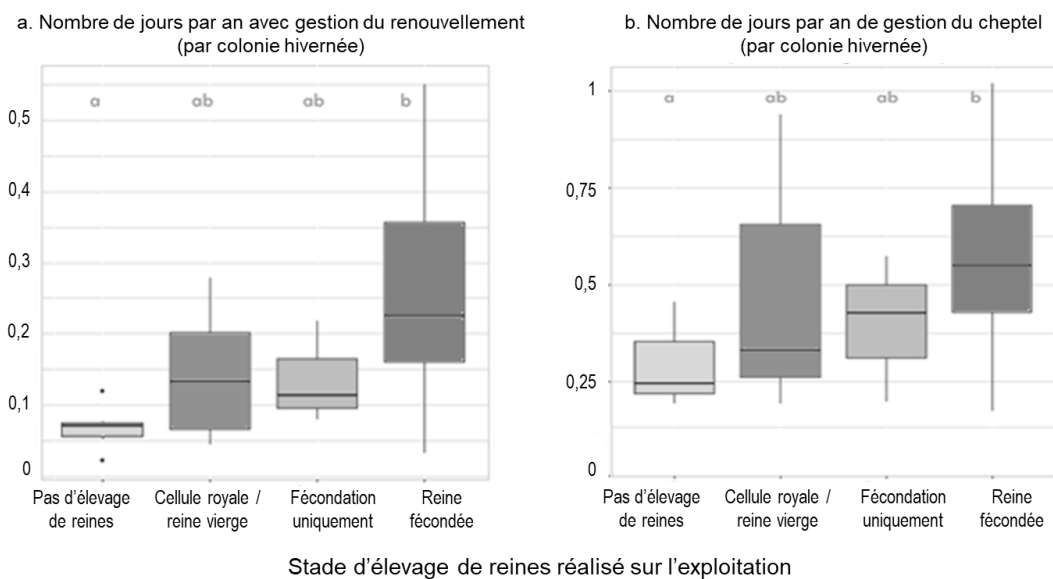 a. Nombre de jours par an avec gestion du renouvellement
(par colonie hivernée)
0,5
0,4
0,3
0,2
0,1
0
a ab ab b
Pas d'élevage
de reines
Cellule royale /
reine vierge
Fécondation
uniquement
Reine
fécondée
b. Nombre de jours par an de gestion du cheptel
(par colonie hivernée)
1
0,75
0,5
0,25
0
a ab ab b
Pas d'élevage
de reines
Cellule royale /
reine vierge
Fécondation
uniquement
Reine
fécondée
Stade d'élevage de reines réalisé sur l'exploitation